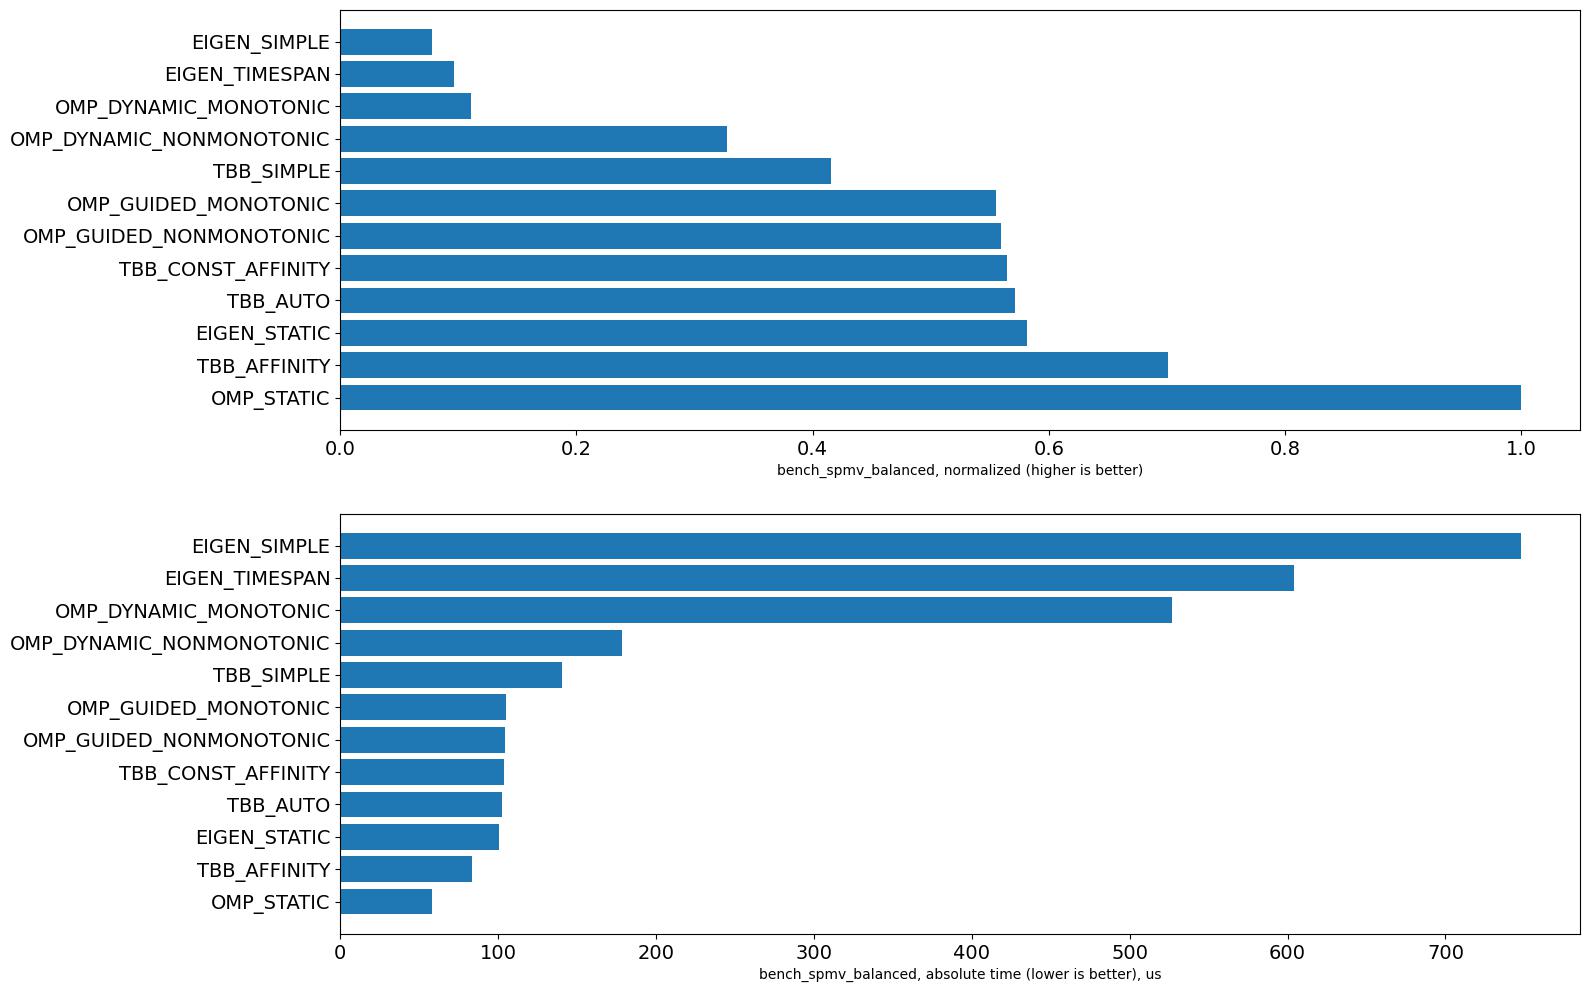 EIGEN_SIMPLE
EIGEN_TIMESPAN
OMP_DYNAMIC_MONOTONIC
OMP_DYNAMIC_NONMONOTONIC
TBB_SIMPLE
OMP_GUIDED_MONOTONIC
OMP_GUIDED_NONMONOTONIC
TBB_CONST_AFFINITY
TBB_AUTO
EIGEN_STATIC
TBB_AFFINITY
OMP_STATIC
0.0 0.2 0.4 0.6 0.8 1.0
bench_spmv_balanced, normalized (higher is better)
EIGEN_SIMPLE
EIGEN_TIMESPAN
OMP_DYNAMIC_MONOTONIC
OMP_DYNAMIC_NONMONOTONIC
TBB_SIMPLE
OMP_GUIDED_MONOTONIC
OMP_GUIDED_NONMONOTONIC
TBB_CONST_AFFINITY
TBB_AUTO
EIGEN_STATIC
TBB_AFFINITY
OMP_STATIC
0 100 200 300 400 500 600 700
bench_spmv_balanced, absolute time (lower is better), us